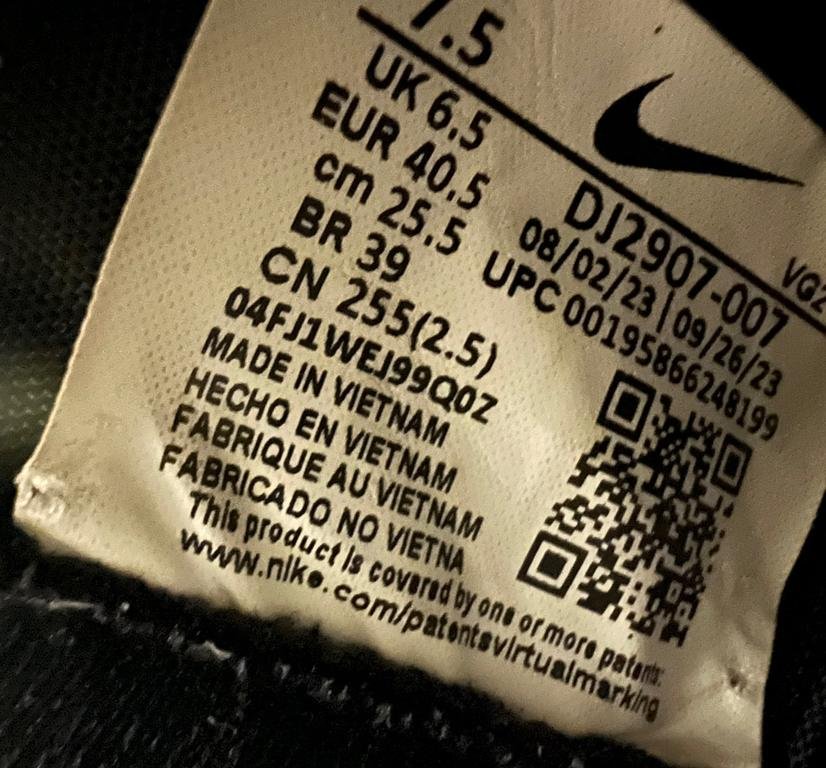 7.5
UK 6.5
EUR 40.5
cm 25.5
BR 39
CN 255(2.5)
04FJ1WEJ99Q0Z
MADE IN VIETNAM
HECHO EN VIETNAM
FABRIQUE AU VIETNAM
FABRICADO NO VIETNA
This product is covered by one or more patents:
www.nike.com/patentsvirtualmarking
DJ2907-007
08/02/23 | 09/26/23
UPC 00195866248199